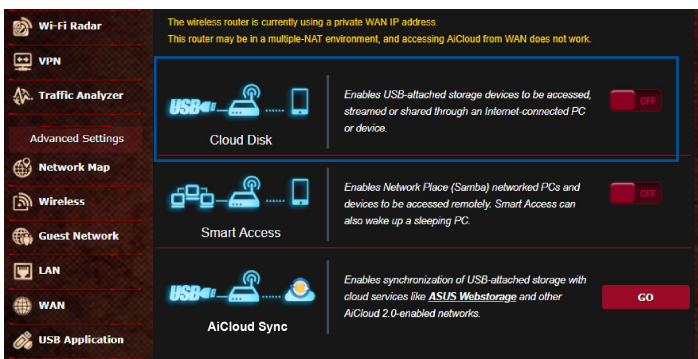 Wi-Fi Radar
VPN
Traffic Analyzer
Advanced Settings
Network Map
Wireless
Guest Network
LAN
WAN
USB Application
The wireless router is currently using a private WAN IP address.
This router may be in a multiple-NAT environment, and accessing AiCloud from WAN does not work.
USB
Cloud Disk
Enables USB-attached storage devices to be accessed,
streamed or shared through an Internet-connected PC
or device.
OFF
Smart Access
Enables Network Place (Samba) networked PCs and
devices to be accessed remotely. Smart Access can
also wake up a sleeping PC.
OFF
USB
AiCloud Sync
Enables synchronization of USB-attached storage with
cloud services like ASUS Webstorage and other
AiCloud 2.0-enabled networks.
GO